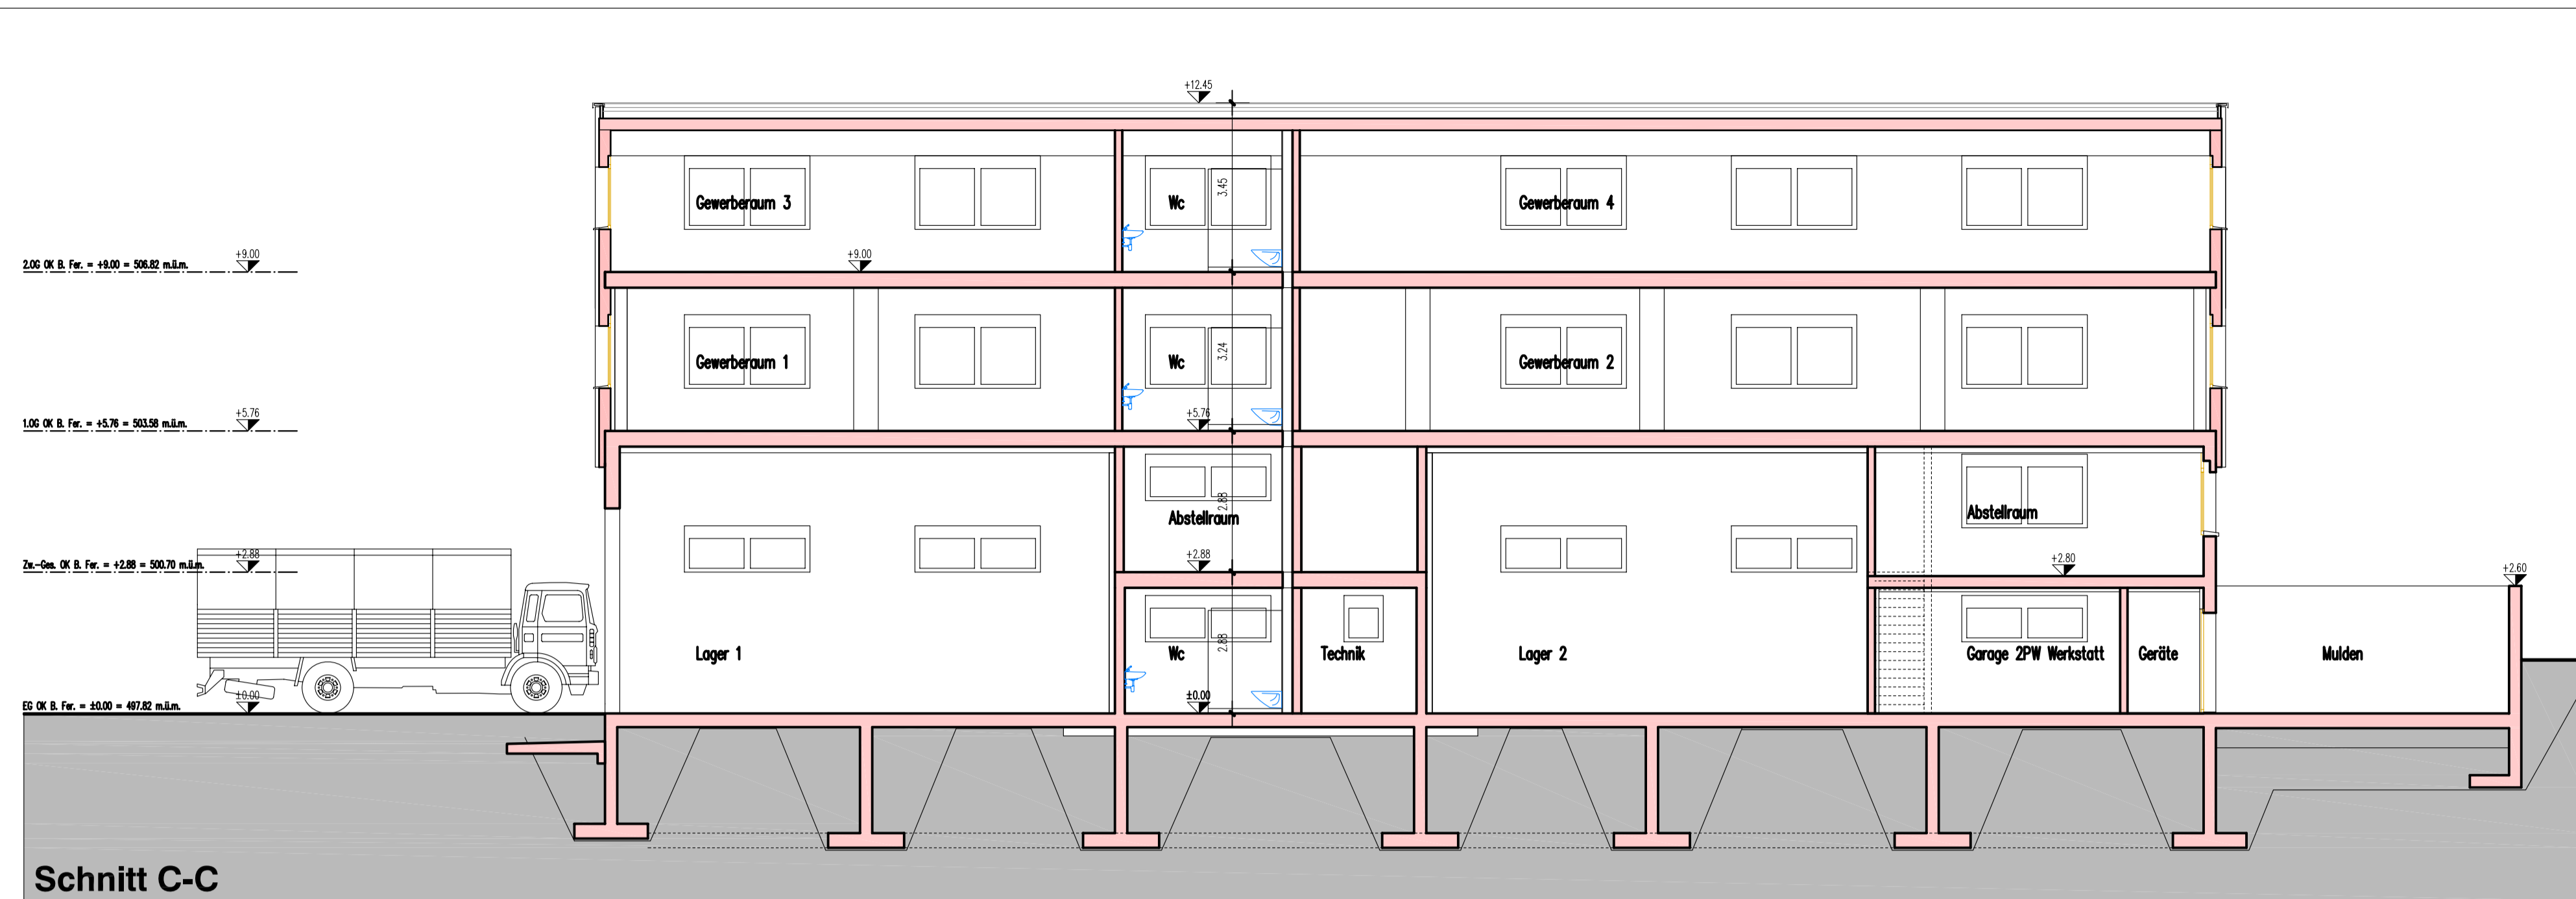 +12.45
Gewerberaum 3
Wc
3.45
Gewerberaum 4
2.OG OK B. Fer. = +9.00 = 506.82 m.ü.m.
+9.00
+9.00
Gewerberaum 1
Wc
3.24
Gewerberaum 2
1.OG OK B. Fer. = +5.76 = 503.58 m.ü.m.
+5.76
+5.76
Abstellraum
2.88
Abstellraum
Zw.-Ges. OK B. Fer. = +2.88 = 500.70 m.ü.m.
+2.88
+2.88
+2.80
+2.60
Lager 1
Wc
2.88
Technik
Lager 2
Garage 2PW Werkstatt
Geräte
Mulden
EG OK B. Fer. = ±0.00 = 497.82 m.ü.m.
±0.00
±0.00
Schnitt C-C